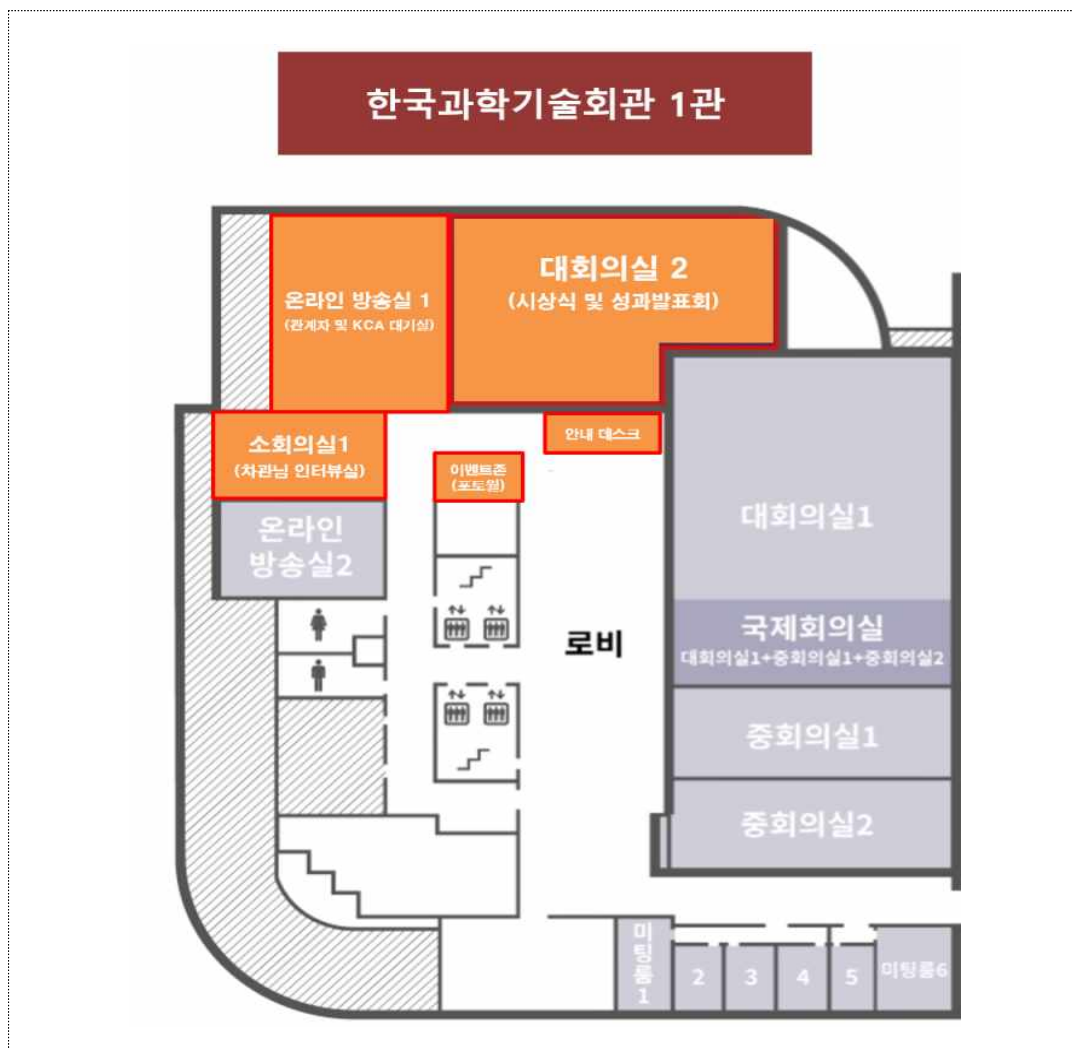 한국과학기술회관 1관
대회의실 2
(시상식 및 성과발표회)
온라인 방송실 1
(관계자 및 KCA 대기실)
안내 데스크
소회의실1
(차관님 인터뷰실)
이벤트존
(포토월)
온라인
방송실2
대회의실1
로비
국제회의실
대회의실1+중회의실1+중회의실2
중회의실1
중회의실2
미팅룸1
2
3
4
5
미팅룸6